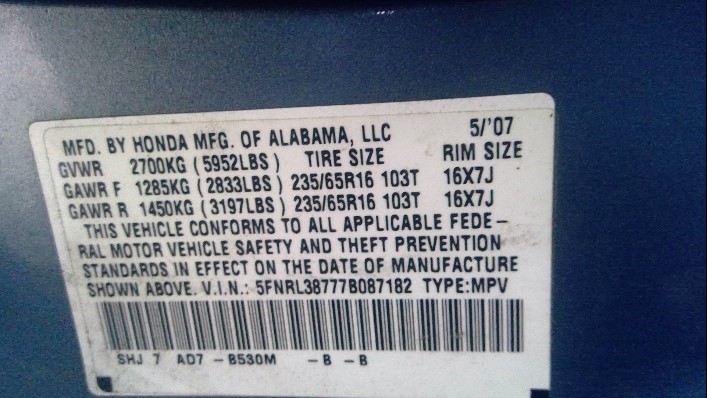 MFD. BY HONDA MFG. OF ALABAMA, LLC 5/'07
GVWR 2700KG (5952LBS) TIRE SIZE RIM SIZE
GAWR F 1285KG (2833LBS) 235/65R16 103T 16X7J
GAWR R 1450KG (3197LBS) 235/65R16 103T 16X7J
THIS VEHICLE CONFORMS TO ALL APPLICABLE FEDE-
RAL MOTOR VEHICLE SAFETY AND THEFT PREVENTION
STANDARDS IN EFFECT ON THE DATE OF MANUFACTURE
SHOWN ABOVE. V.I.N.: 5FNRL38777B087182 TYPE:MPV
SHJ 7 AD7 -B530M -B -B